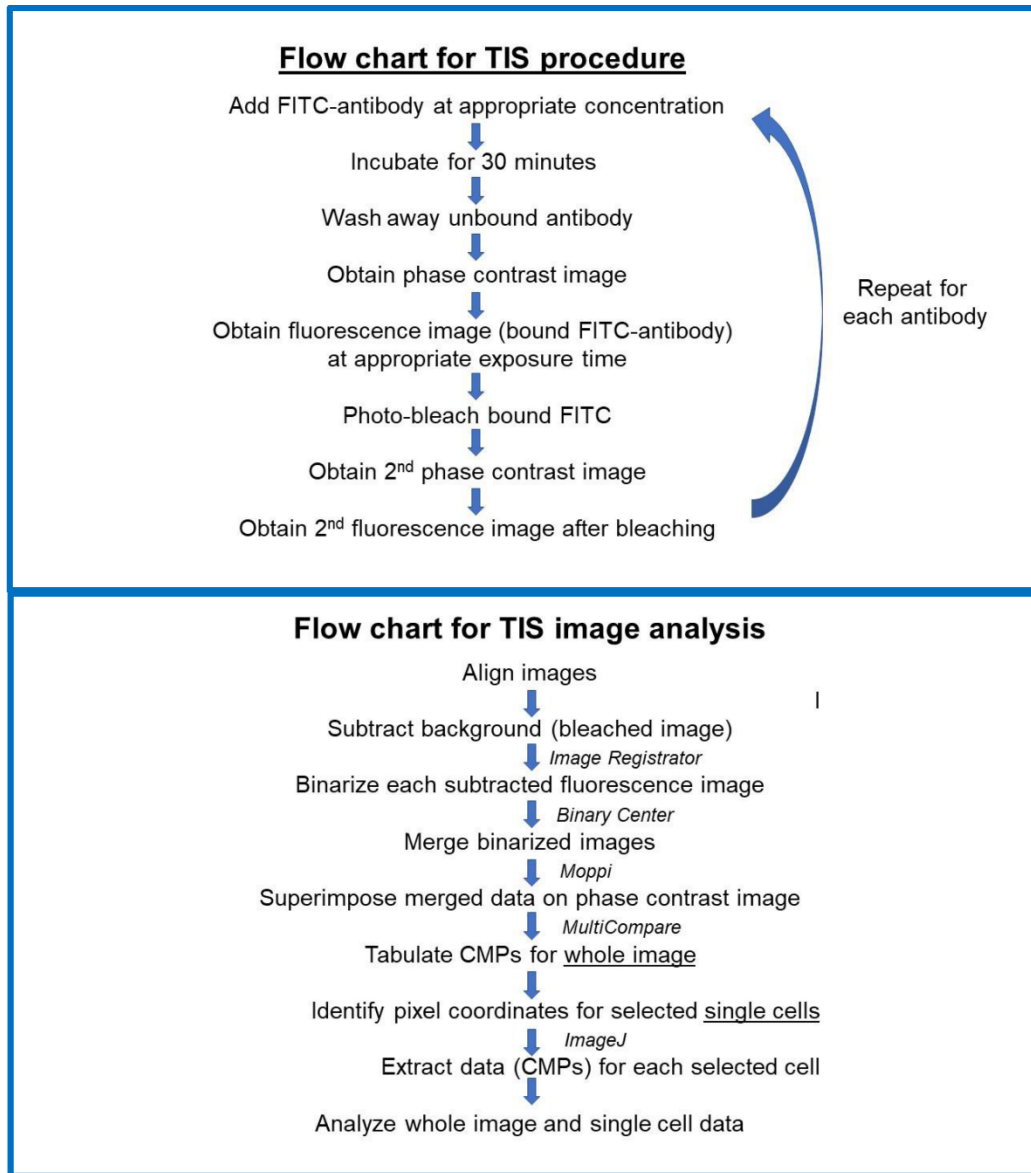 Flow chart for TIS procedure
Add FITC-antibody at appropriate concentration
Incubate for 30 minutes
Wash away unbound antibody
Obtain phase contrast image
Repeat for
each antibody
Obtain fluorescence image (bound FITC-antibody)
at appropriate exposure time
Photo-bleach bound FITC
Obtain 2nd phase contrast image
Obtain 2nd fluorescence image after bleaching
Flow chart for TIS image analysis
Align images
l
Subtract background (bleached image)
Image Registrator
Binarize each subtracted fluorescence image
Binary Center
Merge binarized images
Moppi
Superimpose merged data on phase contrast image
MultiCompare
Tabulate CMPs for whole image
Identify pixel coordinates for selected single cells
ImageJ
Extract data (CMPs) for each selected cell
Analyze whole image and single cell data